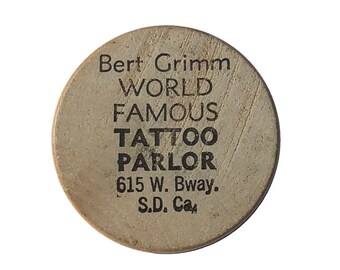 Bert Grimm
WORLD
FAMOUS
TATTOO
PARLOR
615 W. Bway.
S.D. Ca.